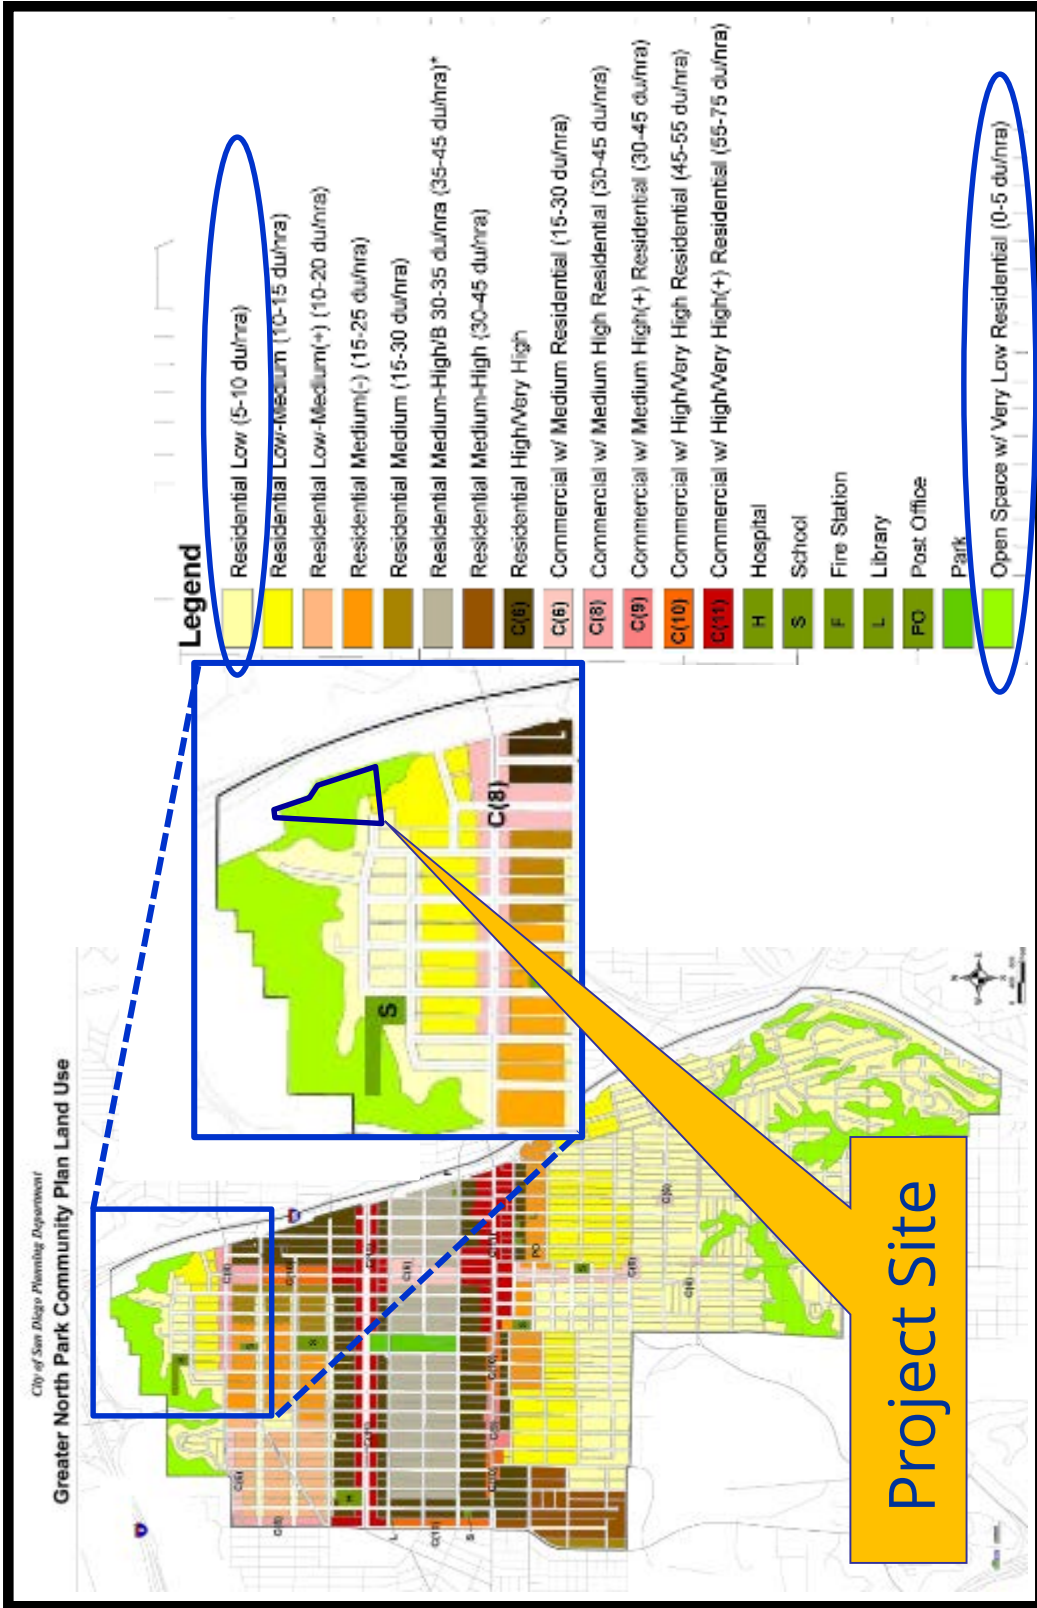 City of San Diego Planning Department
Greater North Park Community Plan Land Use
Legend
Residential Low (5-10 du/nra)
Residential Low-Medium (10-15 du/nra)
Residential Low-Medium(+) (10-20 du/nra)
Residential Medium(-) (15-25 du/nra)
Residential Medium (15-30 du/nra)
Residential Medium-High/B 30-35 du/nra (35-45 du/nra)*
Residential Medium-High (30-45 du/nra)
C(6) Residential High/Very High
C(6) Commercial w/ Medium Residential (15-30 du/nra)
C(8) Commercial w/ Medium High Residential (30-45 du/nra)
C(9) Commercial w/ Medium High(+) Residential (30-45 du/nra)
C(10) Commercial w/ High/Very High Residential (45-55 du/nra)
C(11) Commercial w/ High/Very High(+) Residential (55-75 du/nra)
H Hospital
S School
F Fire Station
L Library
PO Post Office
Park
Open Space w/ Very Low Residential (0-5 du/nra)
C(8)
S
Project Site